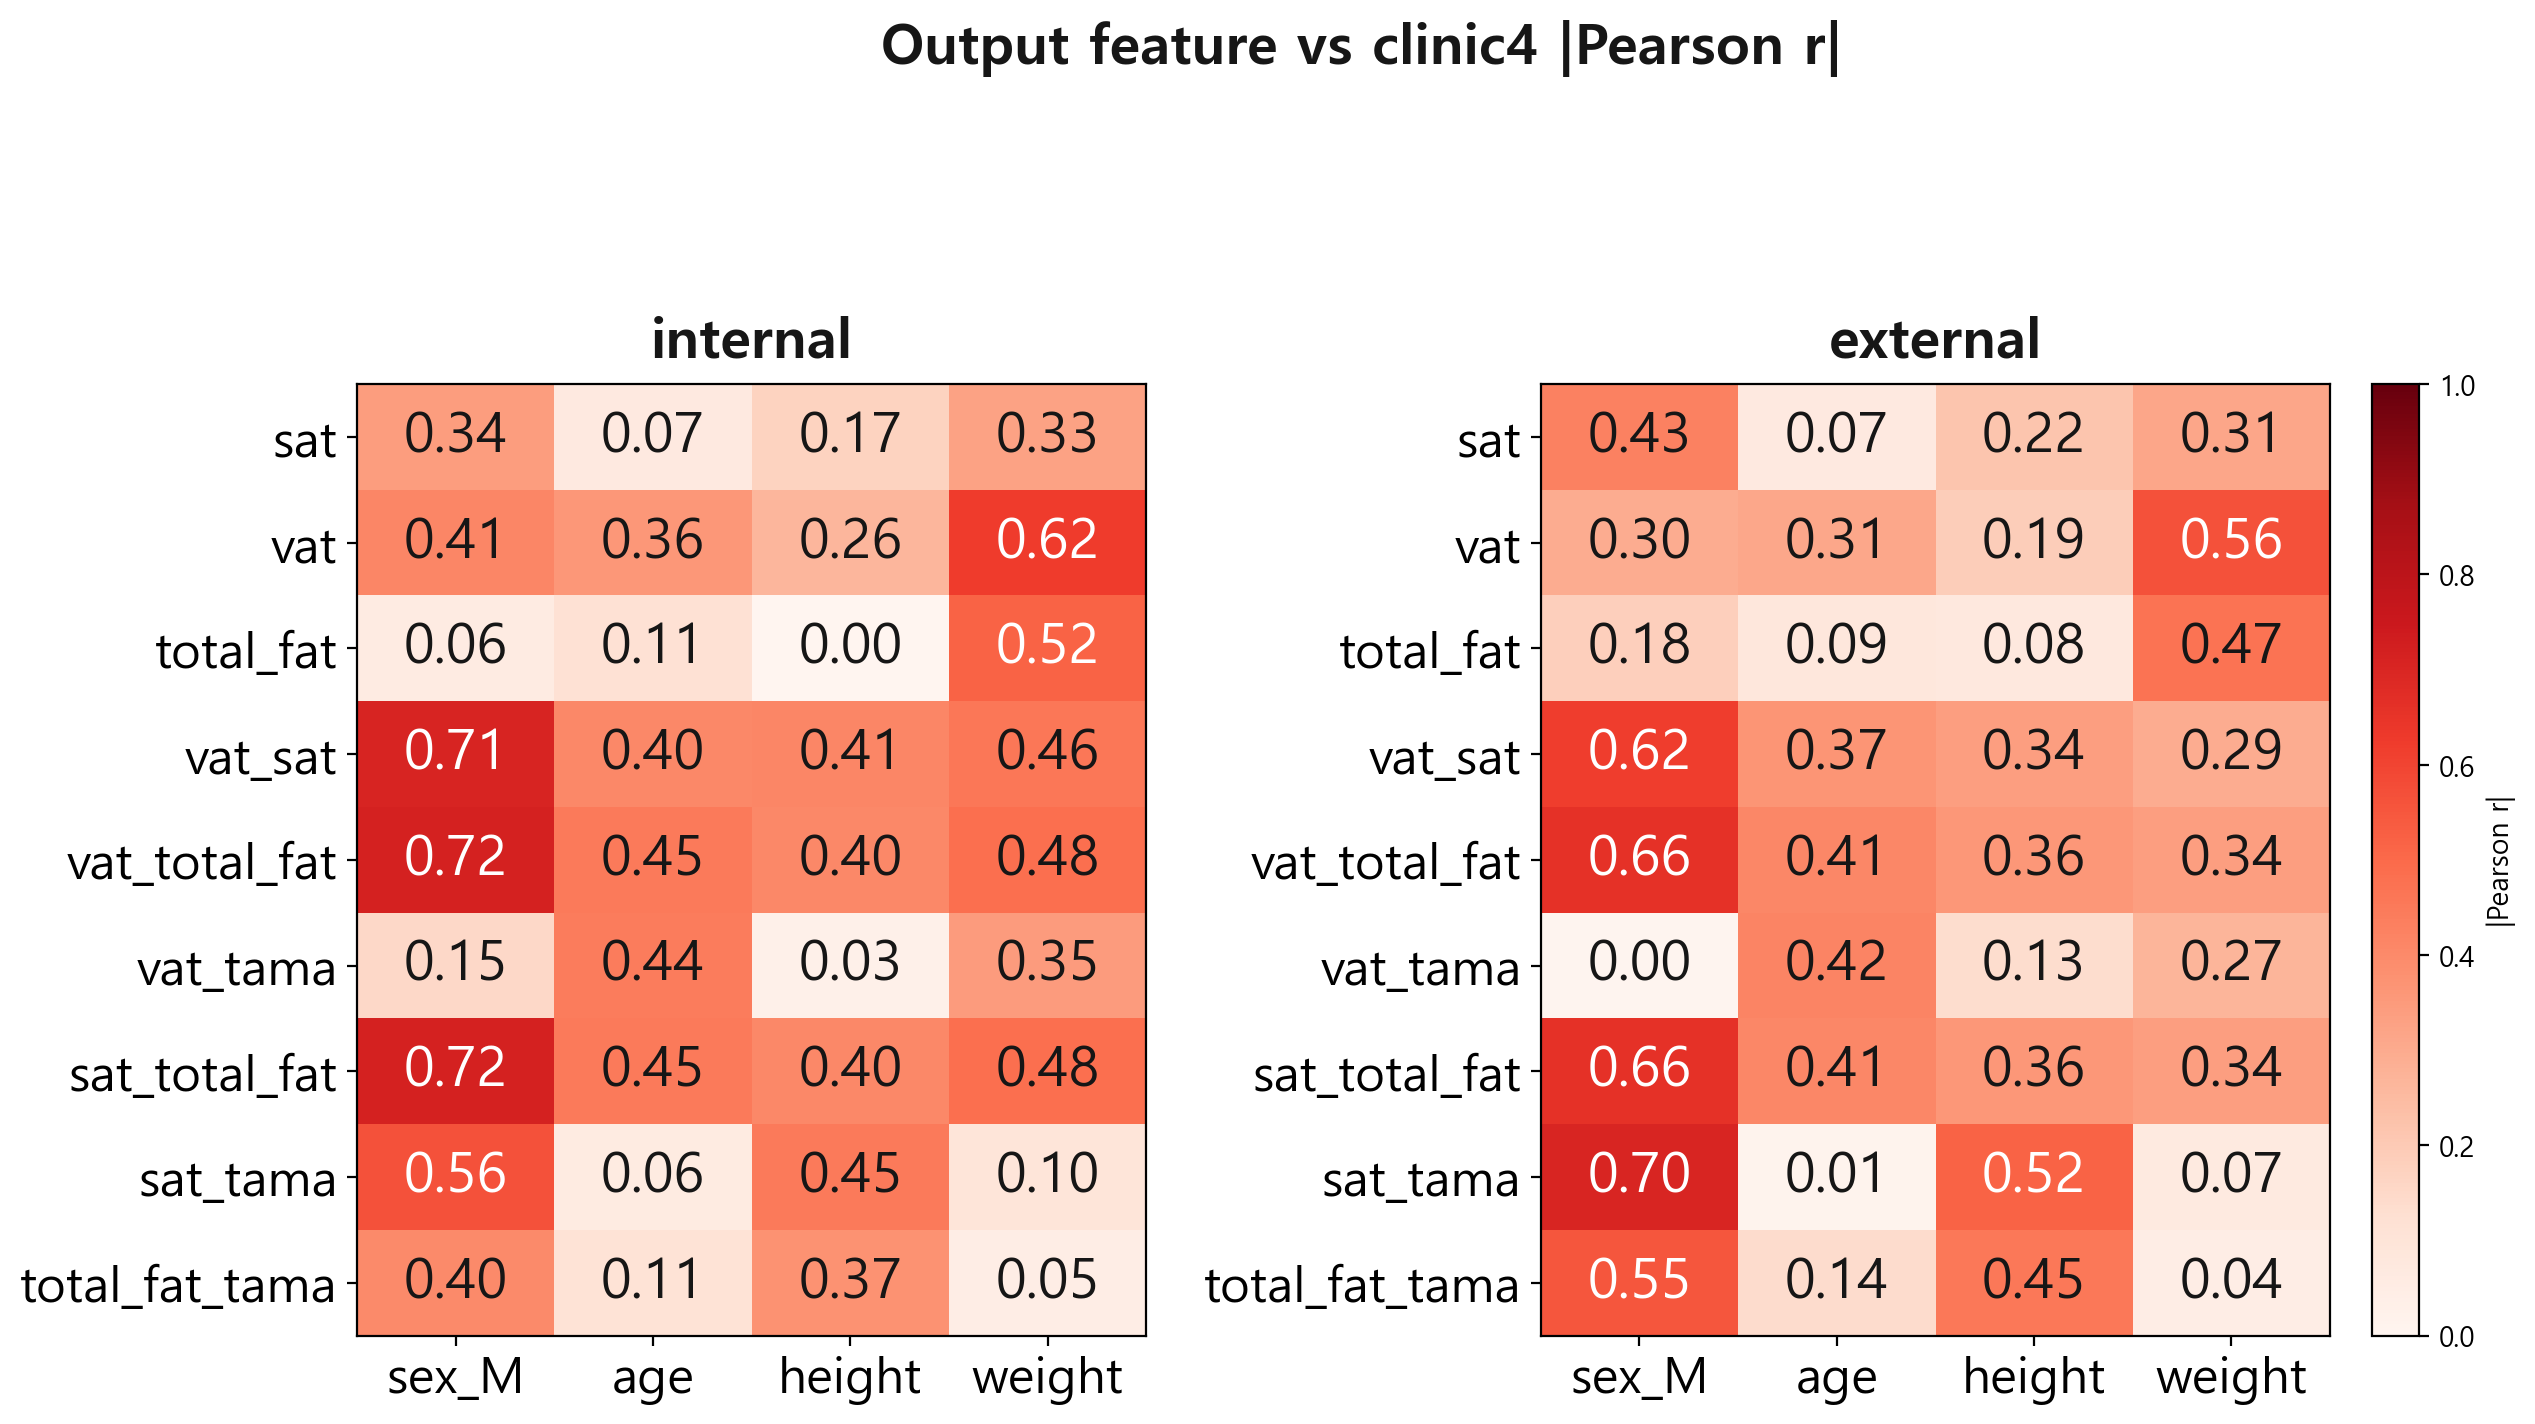 Output feature vs clinic4 |Pearson r|
internal
sat 0.34 0.07 0.17 0.33
vat 0.41 0.36 0.26 0.62
total_fat 0.06 0.11 0.00 0.52
vat_sat 0.71 0.40 0.41 0.46
vat_total_fat 0.72 0.45 0.40 0.48
vat_tama 0.15 0.44 0.03 0.35
sat_total_fat 0.72 0.45 0.40 0.48
sat_tama 0.56 0.06 0.45 0.10
total_fat_tama 0.40 0.11 0.37 0.05
sex_M age height weight
external
sat 0.43 0.07 0.22 0.31
vat 0.30 0.31 0.19 0.56
total_fat 0.18 0.09 0.08 0.47
vat_sat 0.62 0.37 0.34 0.29
vat_total_fat 0.66 0.41 0.36 0.34
vat_tama 0.00 0.42 0.13 0.27
sat_total_fat 0.66 0.41 0.36 0.34
sat_tama 0.70 0.01 0.52 0.07
total_fat_tama 0.55 0.14 0.45 0.04
sex_M age height weight
1.0
0.8
0.6
0.4
0.2
0.0
|Pearson r|